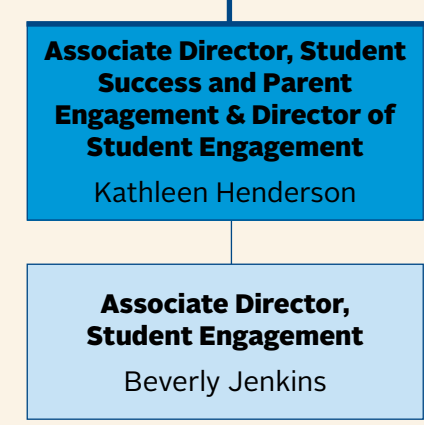 Associate Director, Student
Success and Parent
Engagement & Director of
Student Engagement
Kathleen Henderson
Associate Director,
Student Engagement
Beverly Jenkins